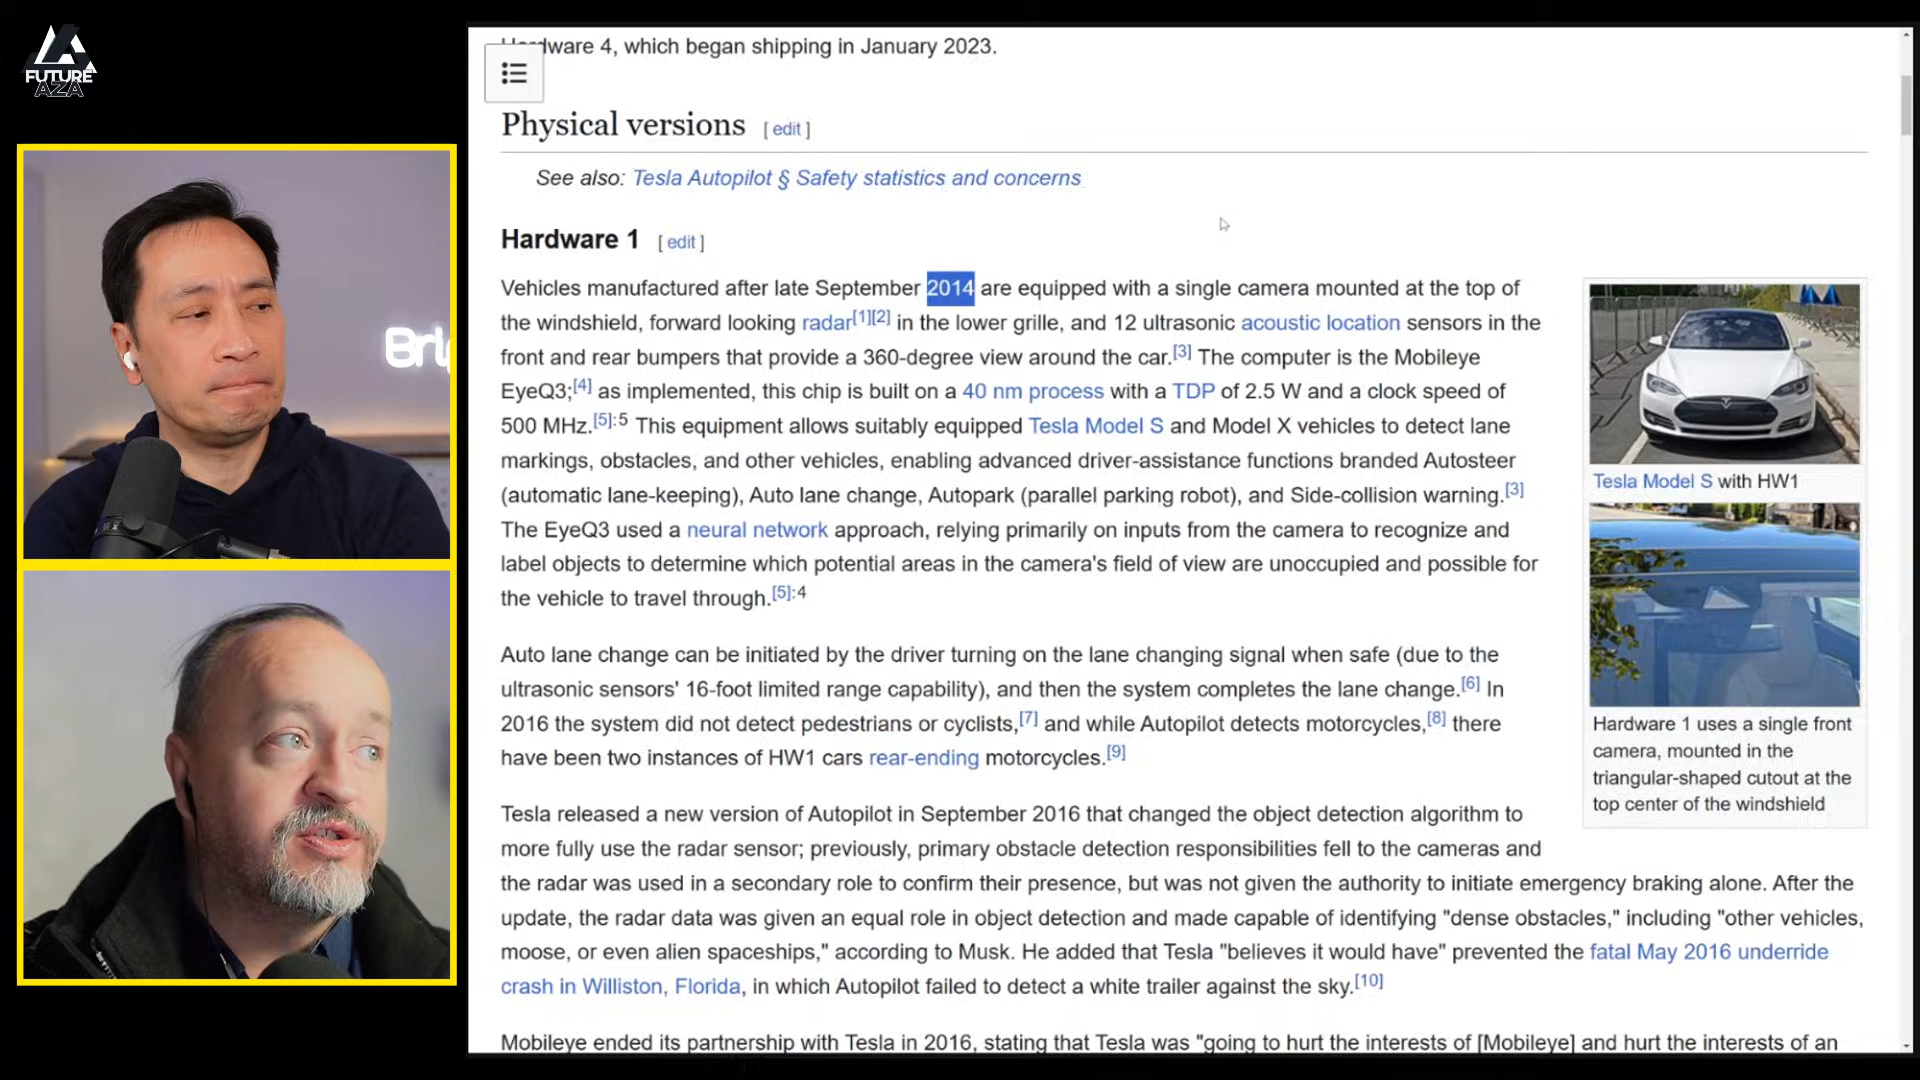 FUTURE
AZA
Bri
Hardware 4, which began shipping in January 2023.
Physical versions [ edit ]
See also: Tesla Autopilot § Safety statistics and concerns
Hardware 1 [ edit ]
Vehicles manufactured after late September 2014 are equipped with a single camera mounted at the top of
the windshield, forward looking radar[1][2] in the lower grille, and 12 ultrasonic acoustic location sensors in the
front and rear bumpers that provide a 360-degree view around the car.[3] The computer is the Mobileye
EyeQ3;[4] as implemented, this chip is built on a 40 nm process with a TDP of 2.5 W and a clock speed of
500 MHz.[5]:5 This equipment allows suitably equipped Tesla Model S and Model X vehicles to detect lane
markings, obstacles, and other vehicles, enabling advanced driver-assistance functions branded Autosteer
(automatic lane-keeping), Auto lane change, Autopark (parallel parking robot), and Side-collision warning.[3]
The EyeQ3 used a neural network approach, relying primarily on inputs from the camera to recognize and
label objects to determine which potential areas in the camera's field of view are unoccupied and possible for
the vehicle to travel through.[5]:4
Tesla Model S with HW1
Hardware 1 uses a single front
camera, mounted in the
triangular-shaped cutout at the
top center of the windshield
Auto lane change can be initiated by the driver turning on the lane changing signal when safe (due to the
ultrasonic sensors' 16-foot limited range capability), and then the system completes the lane change.[6] In
2016 the system did not detect pedestrians or cyclists,[7] and while Autopilot detects motorcycles,[8] there
have been two instances of HW1 cars rear-ending motorcycles.[9]
Tesla released a new version of Autopilot in September 2016 that changed the object detection algorithm to
more fully use the radar sensor; previously, primary obstacle detection responsibilities fell to the cameras and
the radar was used in a secondary role to confirm their presence, but was not given the authority to initiate emergency braking alone. After the
update, the radar data was given an equal role in object detection and made capable of identifying "dense obstacles," including "other vehicles,
moose, or even alien spaceships," according to Musk. He added that Tesla "believes it would have" prevented the fatal May 2016 underride
crash in Williston, Florida, in which Autopilot failed to detect a white trailer against the sky.[10]
Mobileye ended its partnership with Tesla in 2016, stating that Tesla was "going to hurt the interests of [Mobileye] and hurt the interests of an